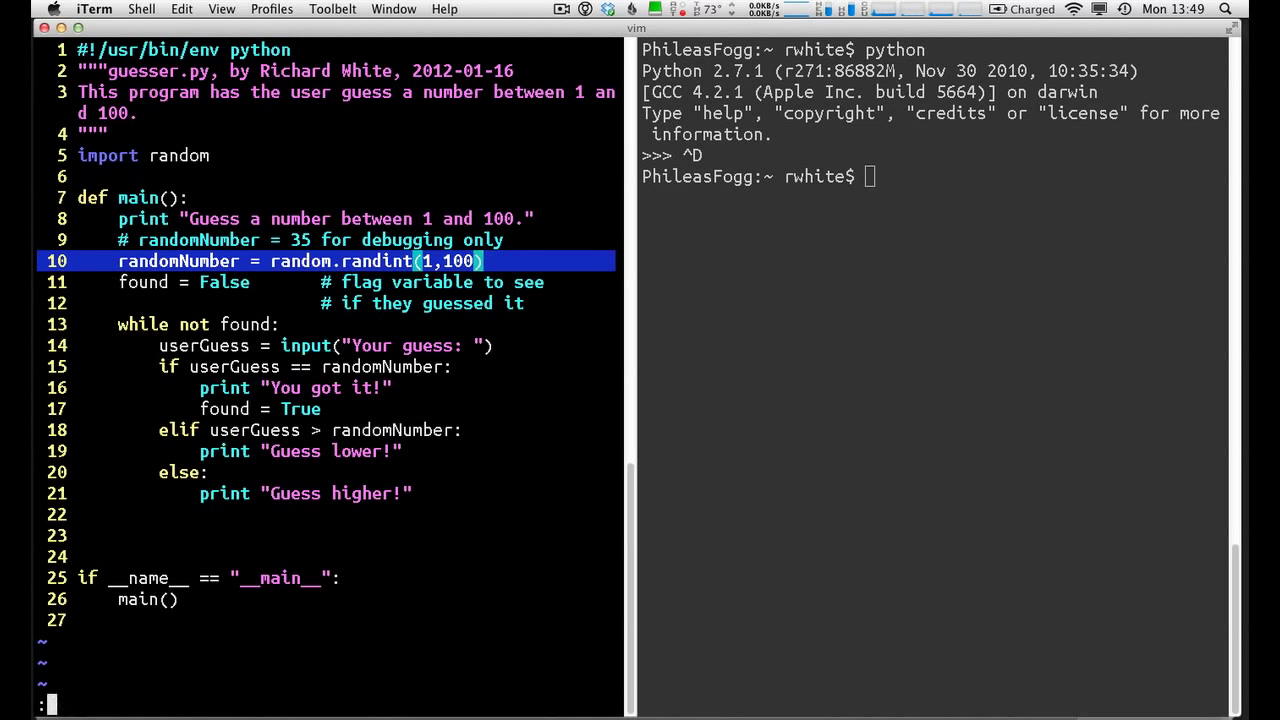 iTerm Shell Edit View Profiles Toolbelt Window Help 73° 0.0KB/s 0.0KB/s Charged Mon 13:49
vim
1 #!/usr/bin/env python
2 """guesser.py, by Richard White, 2012-01-16
3 This program has the user guess a number between 1 an
d 100.
4 """
5 import random
6
7 def main():
8     print "Guess a number between 1 and 100."
9     # randomNumber = 35 for debugging only
10     randomNumber = random.randint(1,100)
11     found = False       # flag variable to see
12                         # if they guessed it
13     while not found:
14         userGuess = input("Your guess: ")
15         if userGuess == randomNumber:
16             print "You got it!"
17             found = True
18         elif userGuess > randomNumber:
19             print "Guess lower!"
20         else:
21             print "Guess higher!"
22
23
24
25 if __name__ == "__main__":
26     main()
27
~
~
~
:
PhileasFogg:~ rwhite$ python
Python 2.7.1 (r271:86882M, Nov 30 2010, 10:35:34)
[GCC 4.2.1 (Apple Inc. build 5664)] on darwin
Type "help", "copyright", "credits" or "license" for more
 information.
>>> ^D
PhileasFogg:~ rwhite$